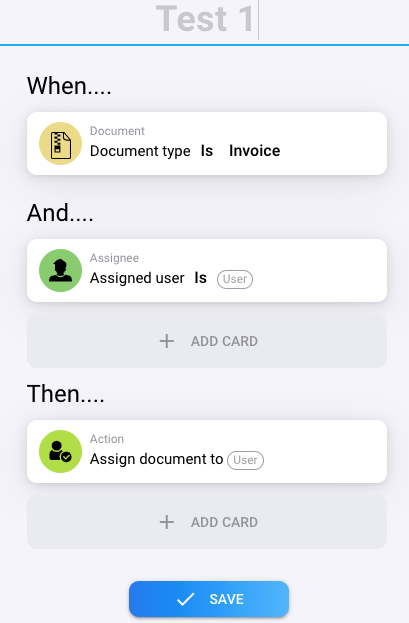 Test 1
When....
Document
Document type Is Invoice
And....
Assignee
Assigned user Is User
+ ADD CARD
Then....
Action
Assign document to User
+ ADD CARD
SAVE